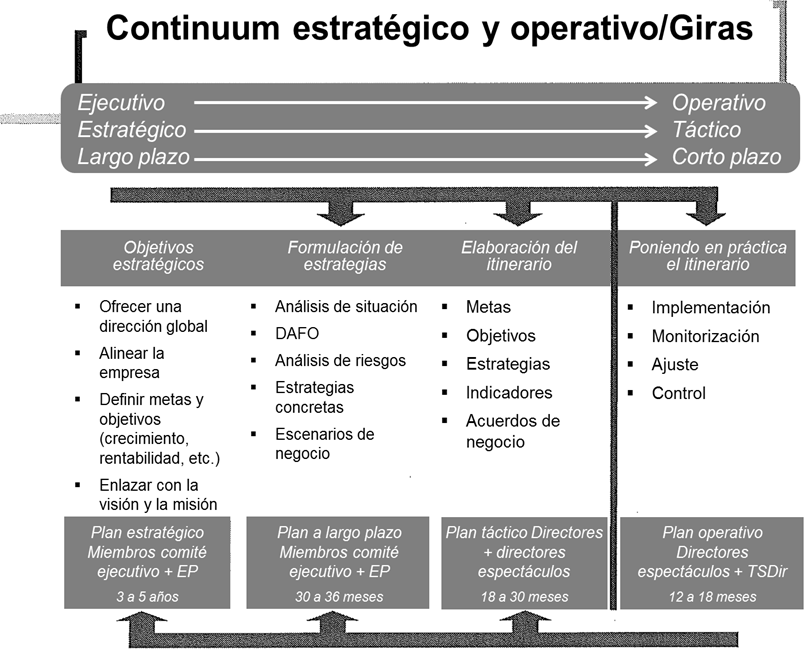 Continuum estratégico y operativo/Giras
Ejecutivo
Operativo
Estratégico
Táctico
Largo plazo
Corto plazo
Objetivos
estratégicos
Ofrecer una
dirección global
Alinear la
empresa
Definir metas y
objetivos
(crecimiento,
rentabilidad, etc.)
Enlazar con la
visión y la misión
Plan estratégico
Miembros comité
ejecutivo + EP
3 a 5 años
Formulación de
estrategias
Análisis de situación
DAFO
Análisis de riesgos
Estrategias
concretas
Escenarios de
negocio
Plan a largo plazo
Miembros comité
ejecutivo + EP
30 a 36 meses
Elaboración del
itinerario
Metas
Objetivos
Estrategias
Indicadores
Acuerdos de
negocio
Plan táctico Directores
+ directores
espectáculos
18 a 30 meses
Poniendo en práctica
el itinerario
Implementación
Monitorización
Ajuste
Control
Plan operativo
Directores
espectáculos + TSDir
12 a 18 meses